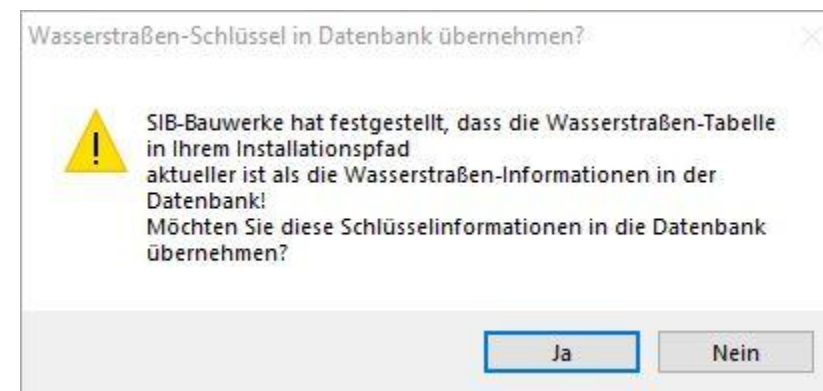 Wasserstraßen-Schlüssel in Datenbank übernehmen?
SIB-Bauwerke hat festgestellt, dass die Wasserstraßen-Tabelle
in Ihrem Installationspfad
aktueller ist als die Wasserstraßen-Informationen in der
Datenbank!
Möchten Sie diese Schlüsselinformationen in die Datenbank
übernehmen?
Ja
Nein